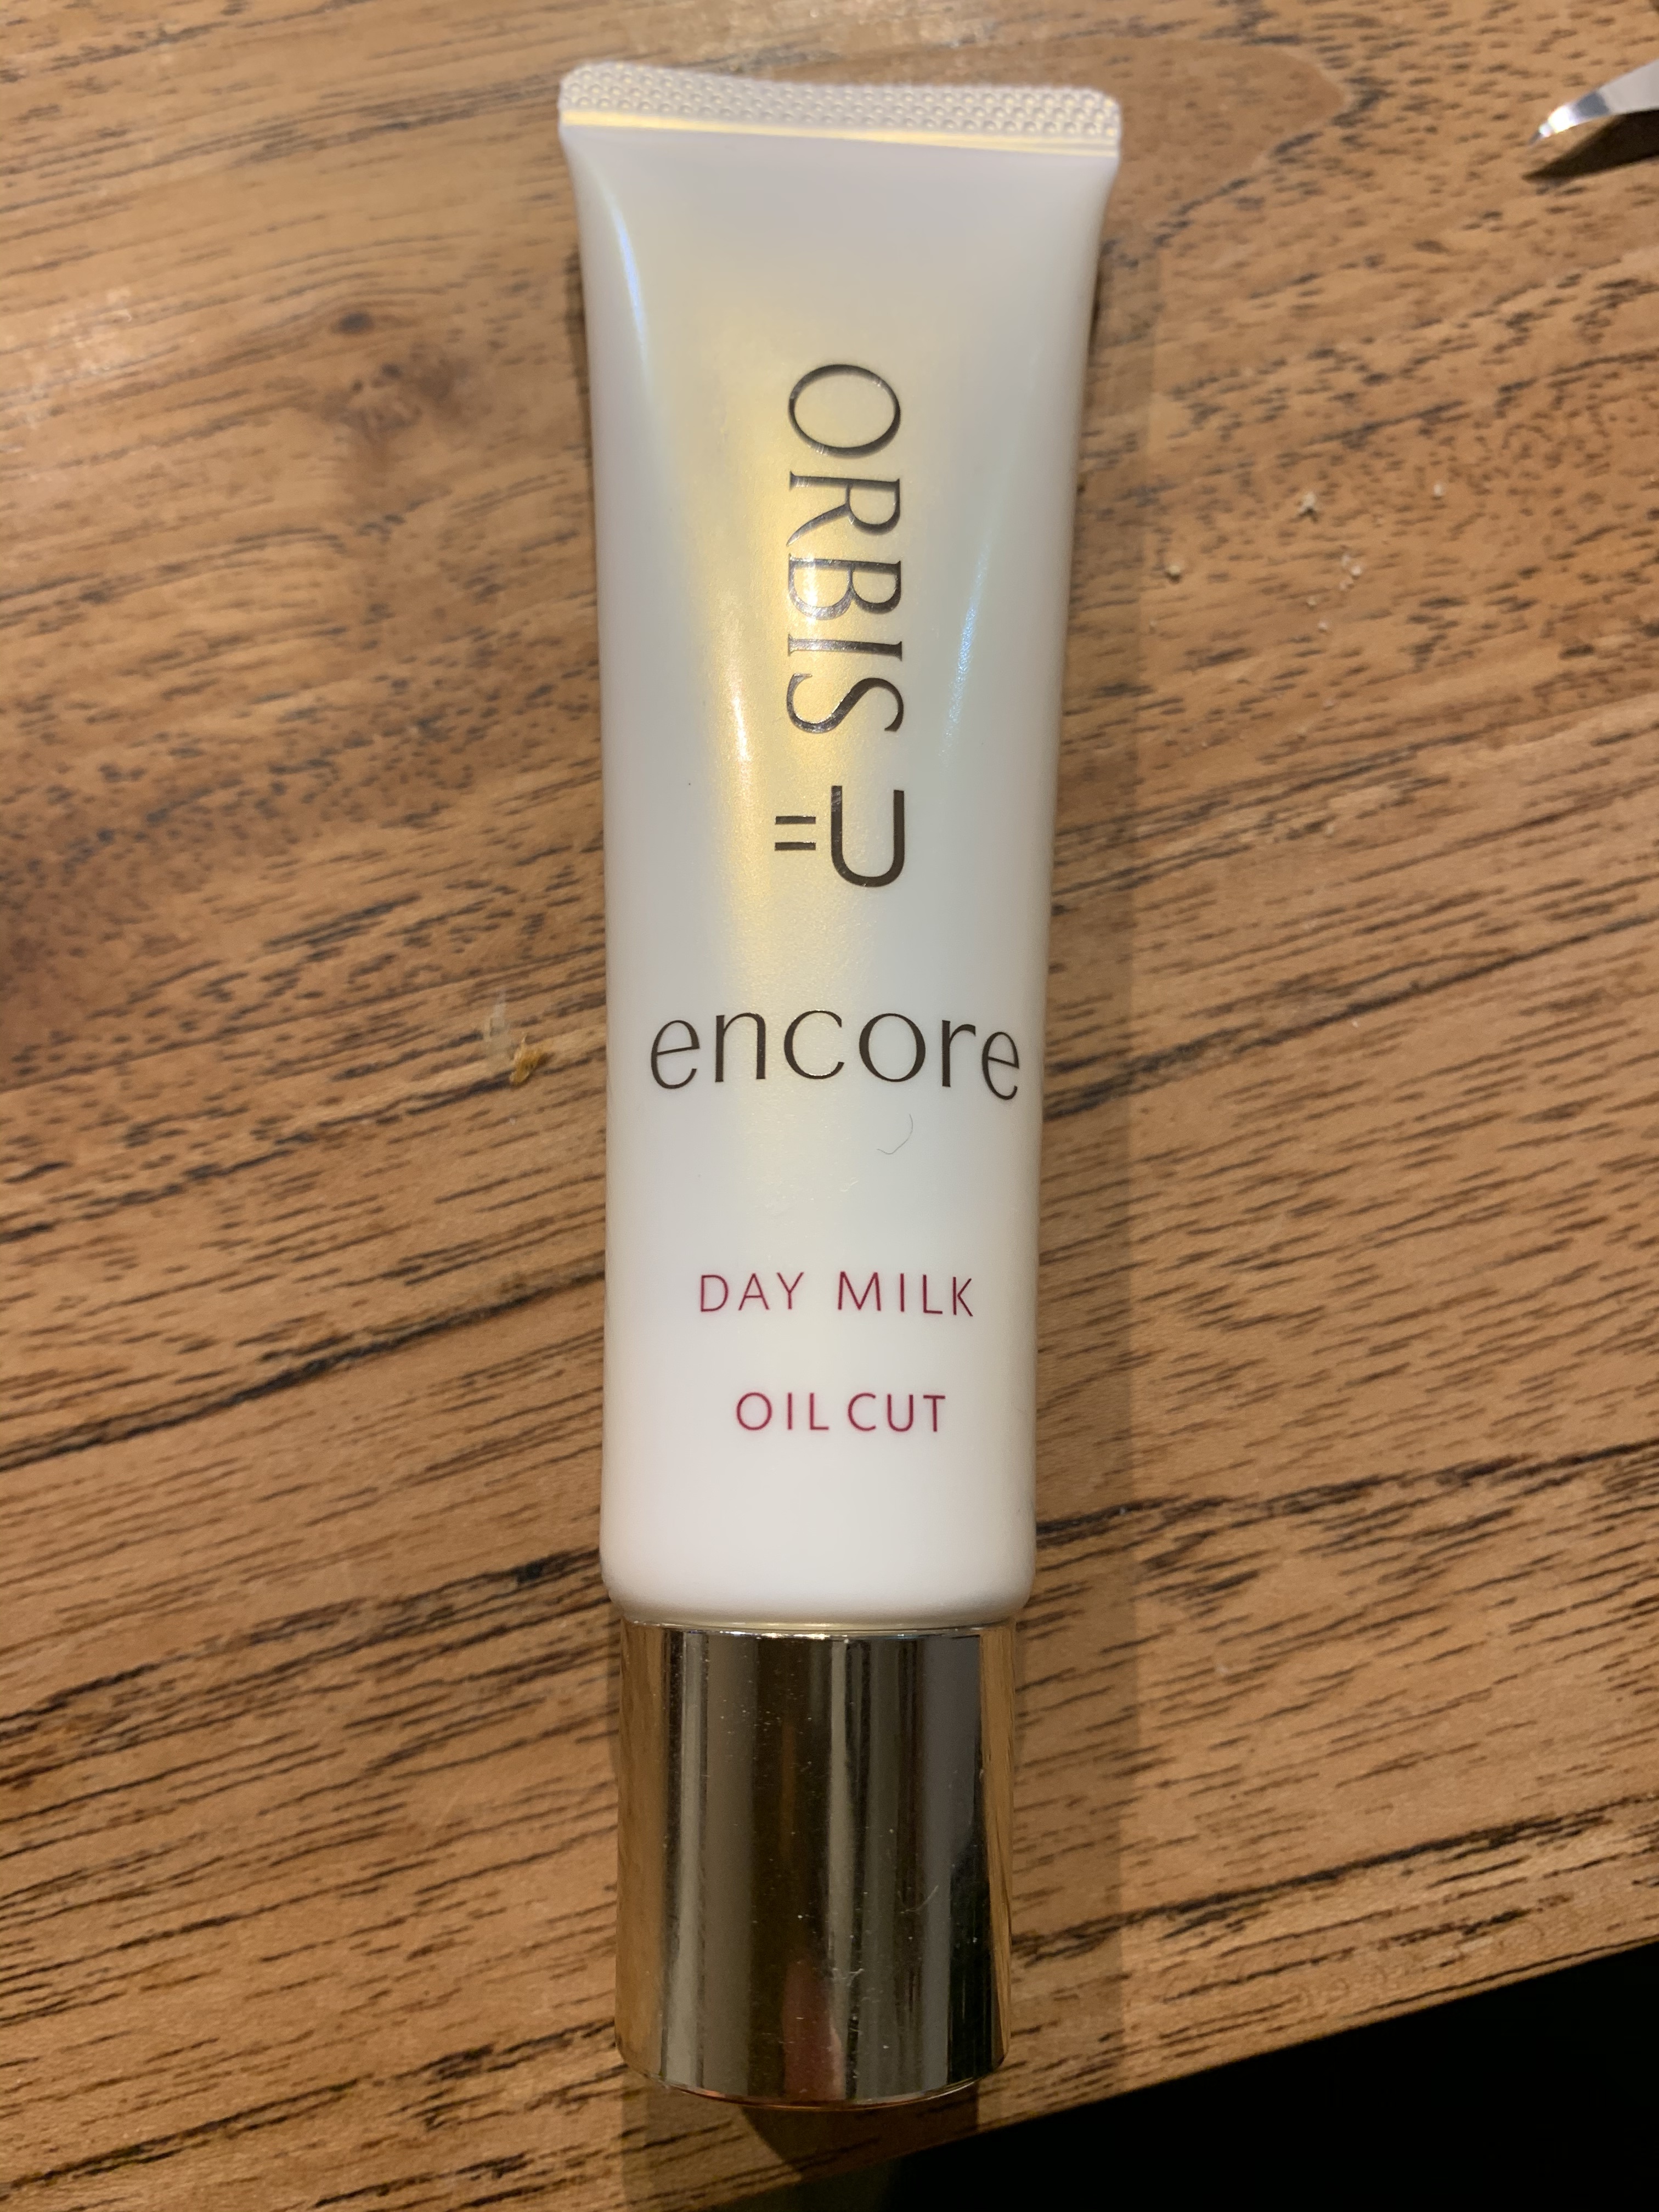 ORBIS Ü
encore
DAY MILK
OIL CUT